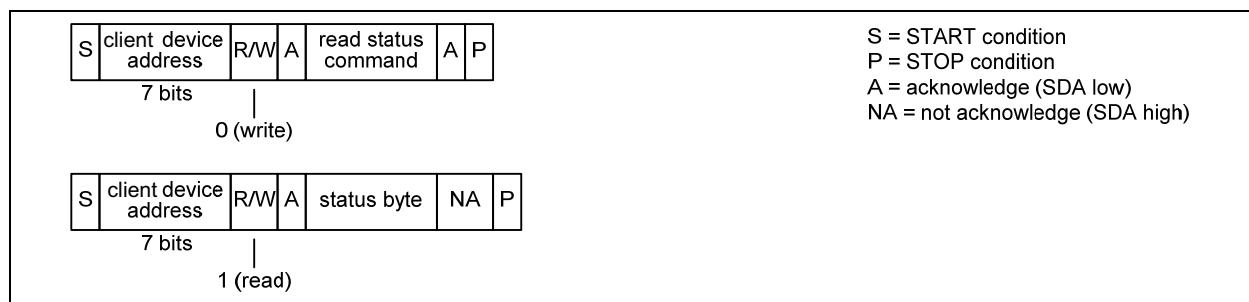 S client device address R/W A read status command A P
7 bits
0 (write)
S client device address R/W A status byte NA P
7 bits
1 (read)
S = START condition
P = STOP condition
A = acknowledge (SDA low)
NA = not acknowledge (SDA high)